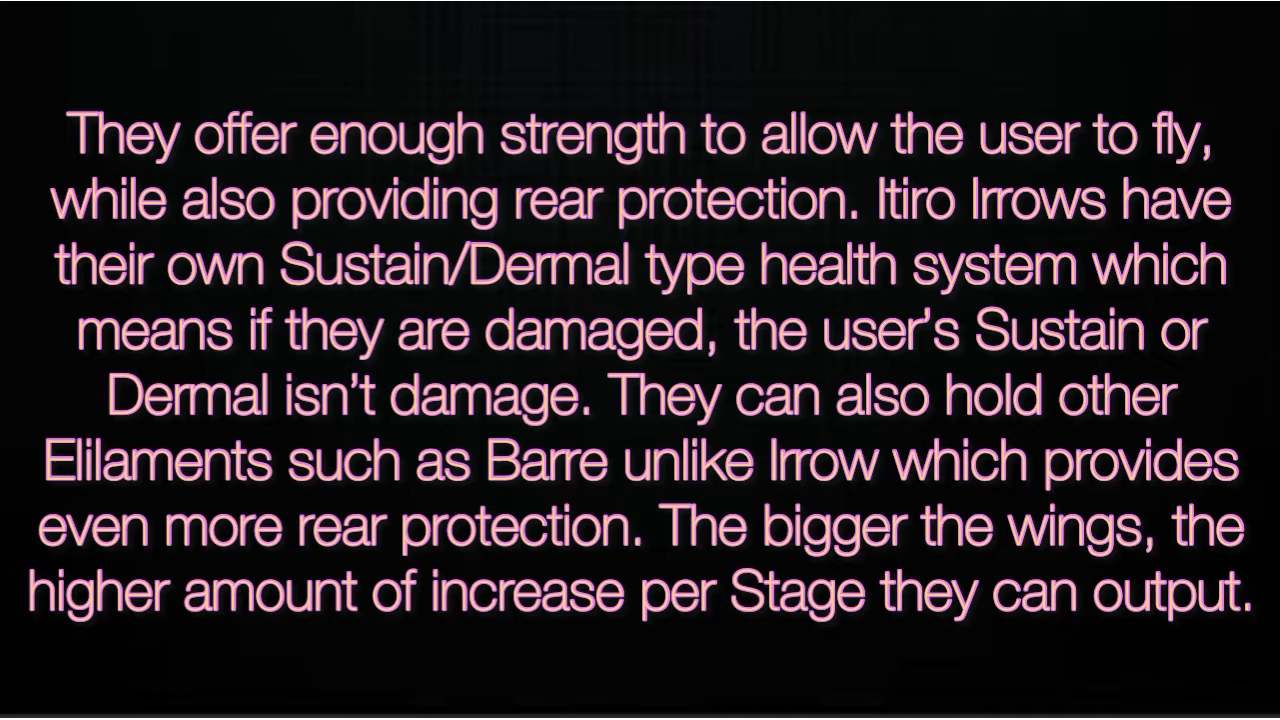 They offer enough strength to allow the user to fly,
while also providing rear protection. Itiro Irrows have
their own Sustain/Dermal type health system which
means if they are damaged, the user’s Sustain or
Dermal isn’t damage. They can also hold other
Elilaments such as Barre unlike Irrow which provides
even more rear protection. The bigger the wings, the
higher amount of increase per Stage they can output.